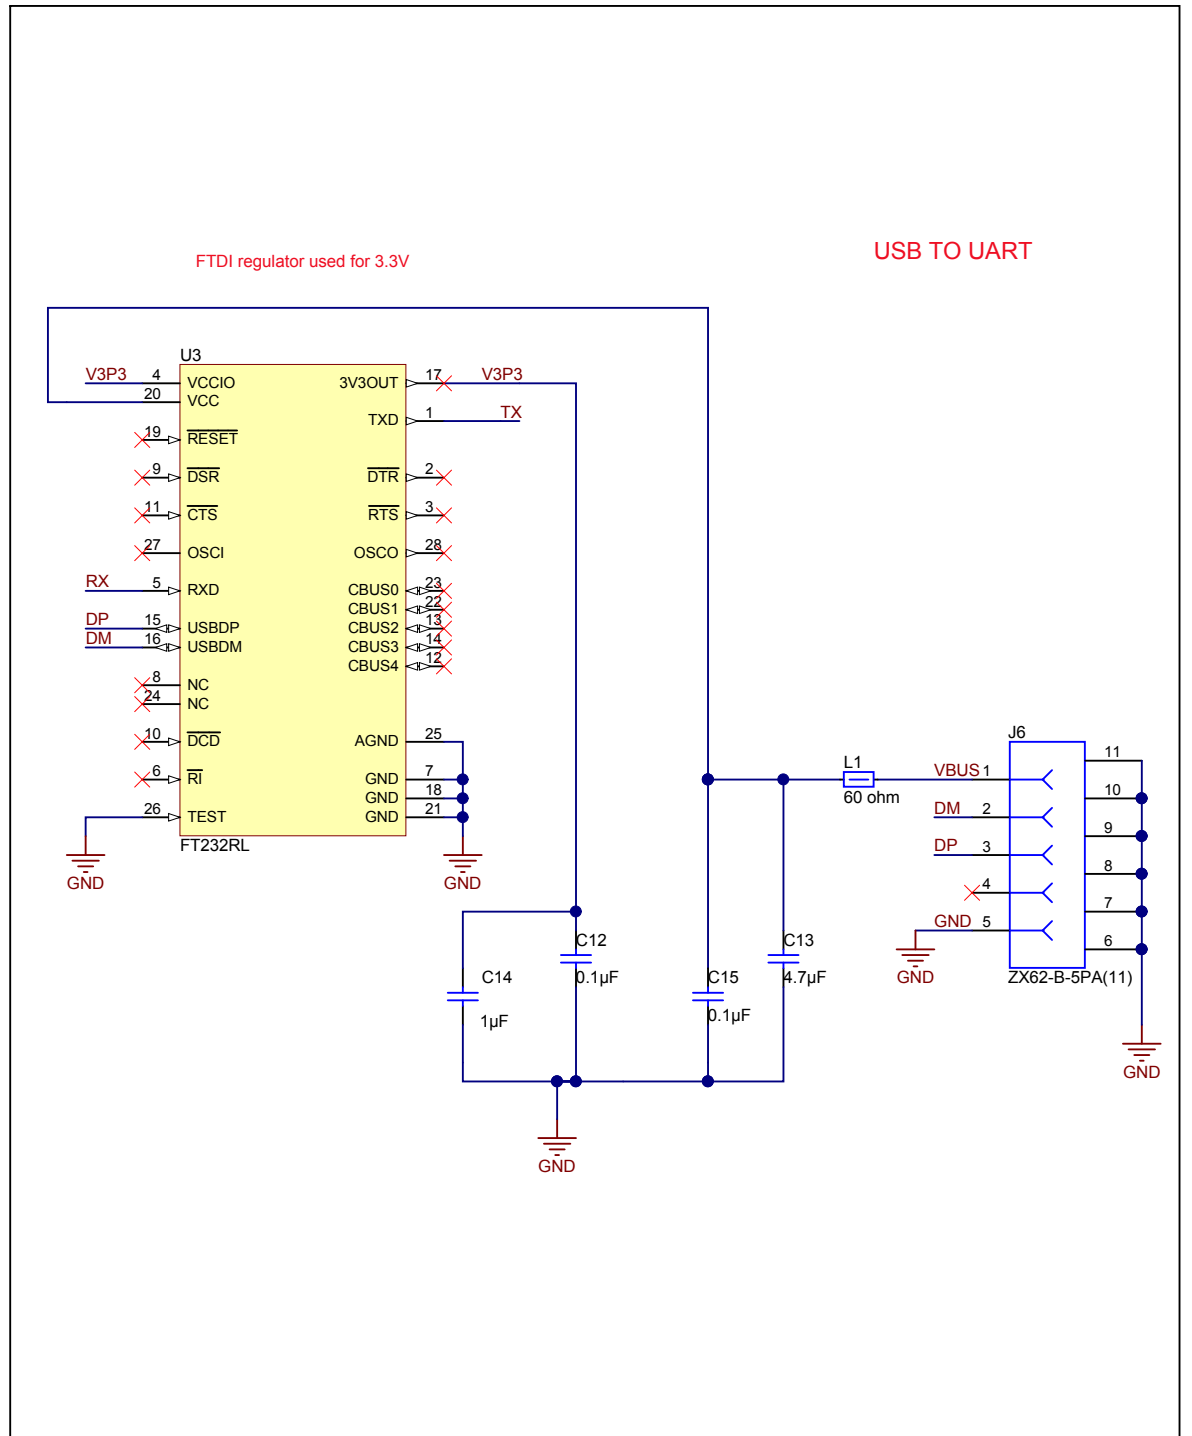 USB TO UART
FTDI regulator used for 3.3V
U3
V3P3 4 VCCIO 3V3OUT 17 V3P3
20 VCC
TXD 1 TX
19 RESET
9 DSR DTR 2
11 CTS RTS 3
27 OSCI OSCO 28
RX 5 RXD CBUS0 23
CBUS1 22
DP 15 USBDP CBUS2 13
DM 16 USBDM CBUS3 14
CBUS4 12
8 NC
24 NC
10 DCD AGND 25
6 RI GND 7
GND 18
26 TEST GND 21
FT232RL
GND
GND
J6
L1
60 ohm
VBUS 1
DM 2
DP 3
4
GND 5
11
10
9
8
7
6
ZX62-B-5PA(11)
GND
GND
C12
0.1µF
C14
1µF
C13
4.7µF
C15
0.1µF
GND